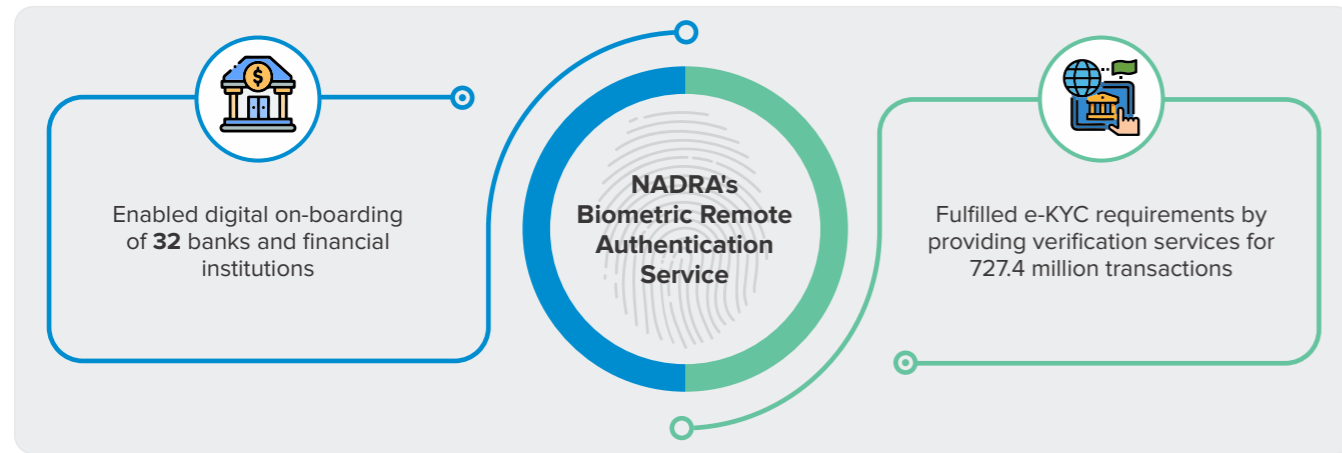 Enabled digital on-boarding
of 32 banks and financial
institutions
NADRA's
Biometric Remote
Authentication
Service
Fulfilled e-KYC requirements by
providing verification services for
727.4 million transactions